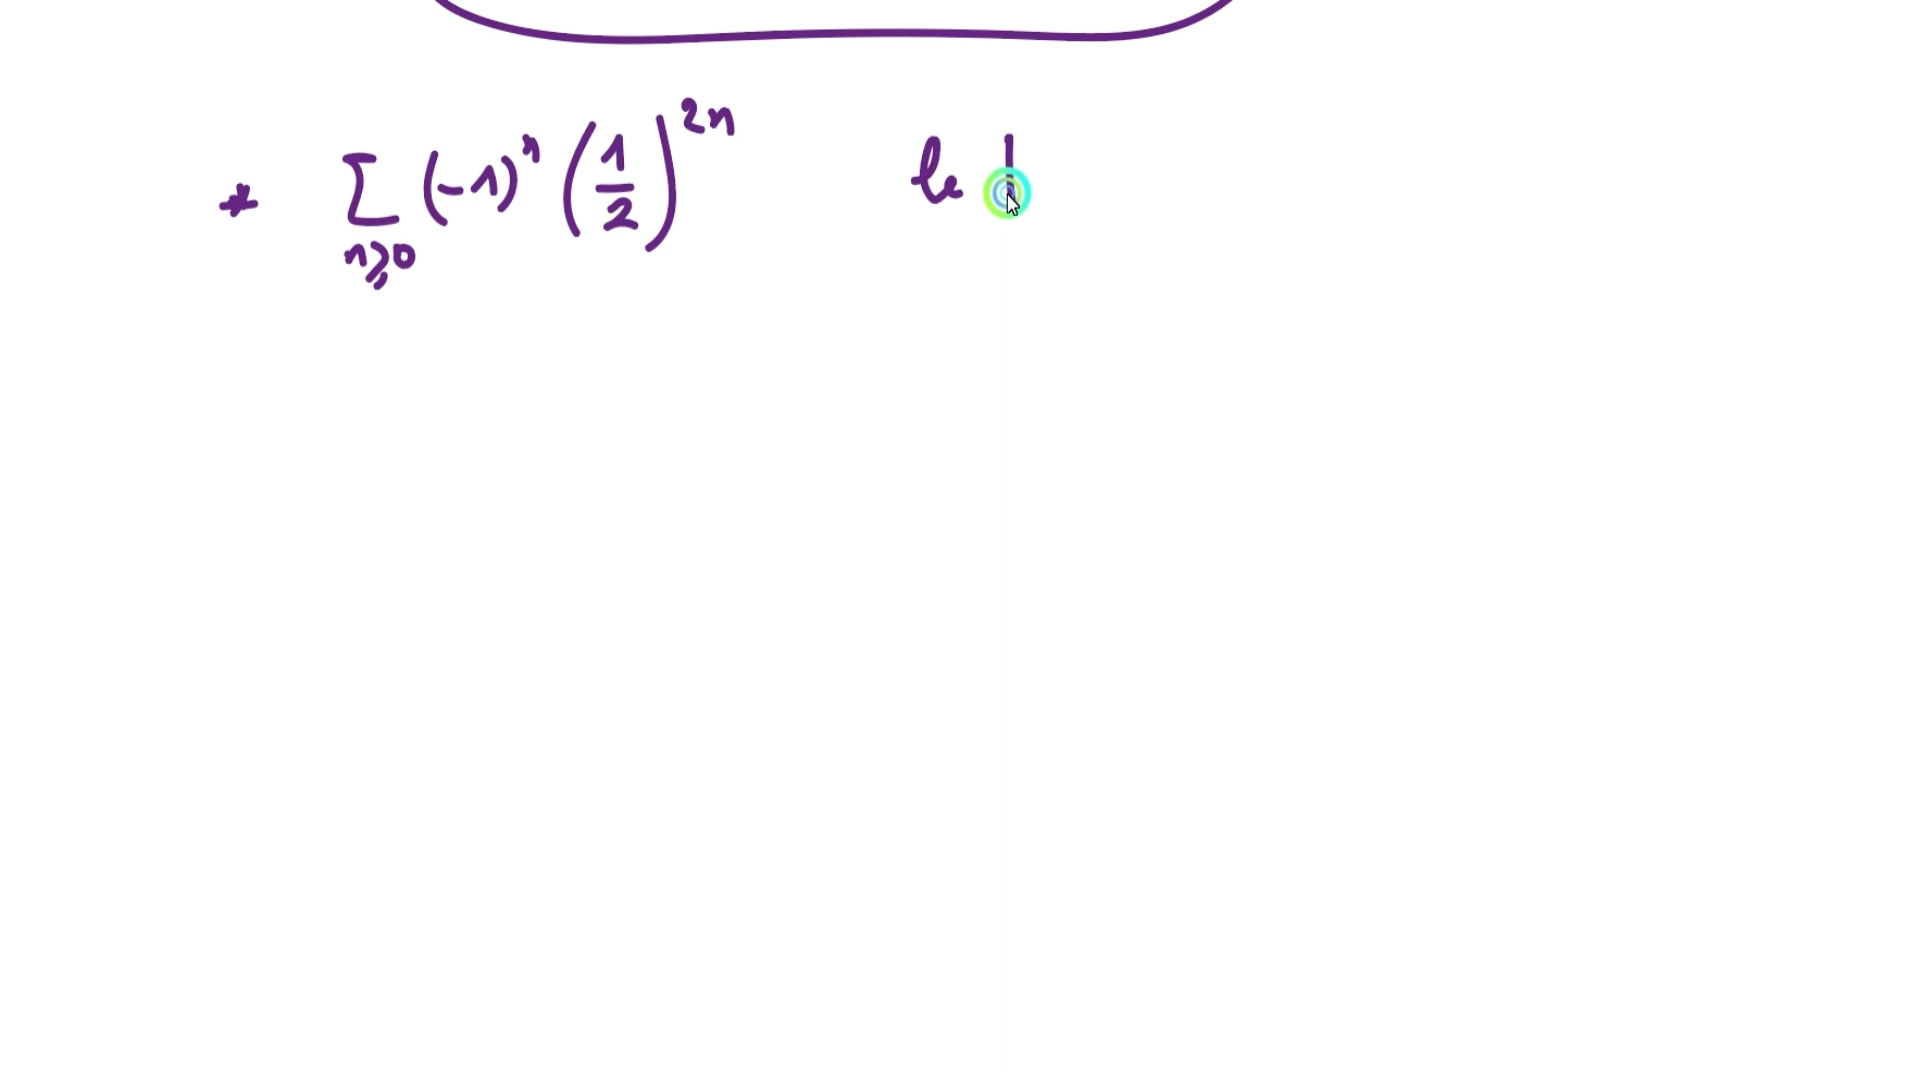 * ∑_{n≥0} (-1)^n (1/2)^{2n} le